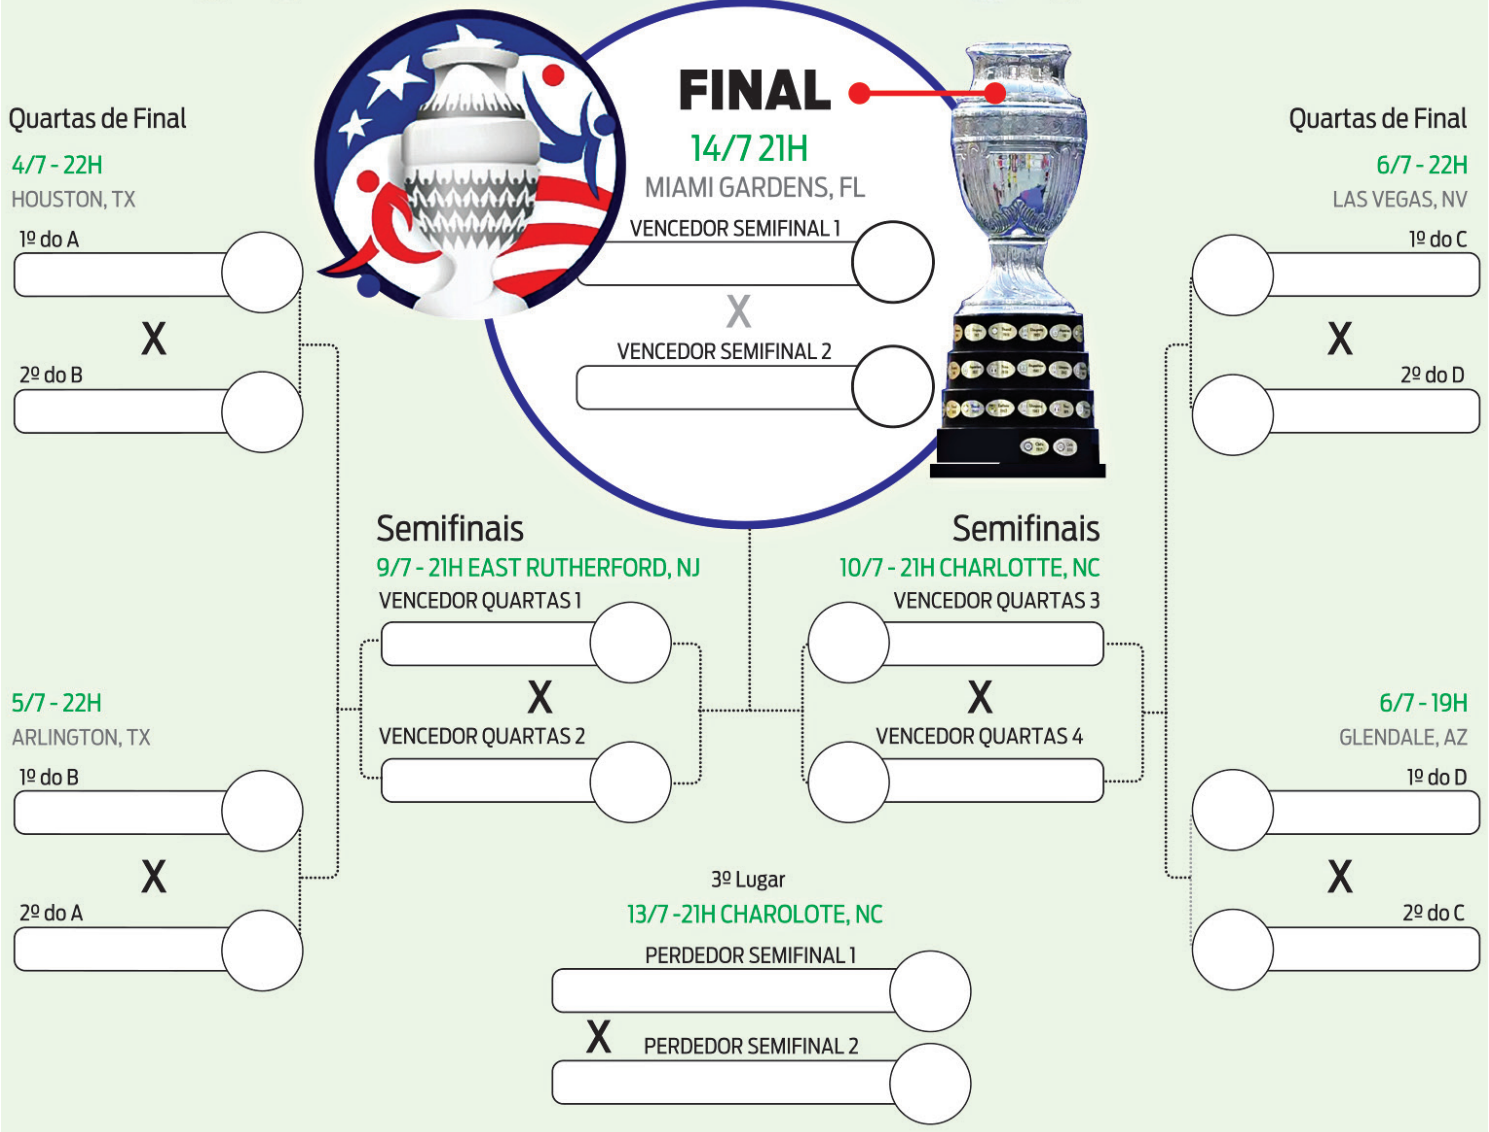 FINAL
14/7 21H
MIAMI GARDENS, FL
VENCEDOR SEMIFINAL 1
X
VENCEDOR SEMIFINAL 2
Quartas de Final
4/7 - 22H
HOUSTON, TX
1º do A
X
2º do B
5/7 - 22H
ARLINGTON, TX
1º do B
X
2º do A
Quartas de Final
6/7 - 22H
LAS VEGAS, NV
1º do C
X
2º do D
6/7 - 19H
GLENDALE, AZ
1º do D
X
2º do C
Semifinais
9/7 - 21H EAST RUTHERFORD, NJ
VENCEDOR QUARTAS 1
X
VENCEDOR QUARTAS 2
Semifinais
10/7 - 21H CHARLOTTE, NC
VENCEDOR QUARTAS 3
X
VENCEDOR QUARTAS 4
3º Lugar
13/7 -21H CHAROLOTE, NC
PERDEDOR SEMIFINAL 1
X PERDEDOR SEMIFINAL 2